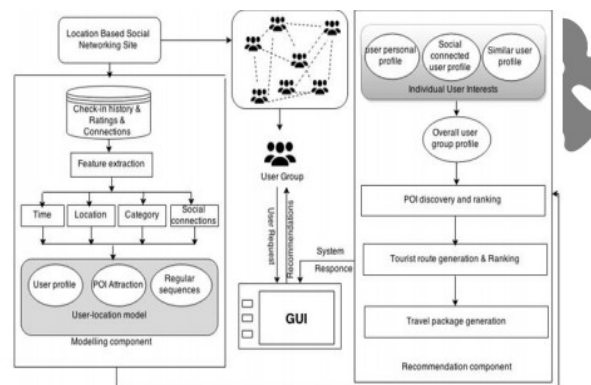 Location Based Social
Networking Site
Check-in history &
Ratings &
Connections
Feature extraction
Time
Location
Category
Social
connections
User profile
POI Attraction
Regular
sequences
User-location model
Modelling component
User Group
User Request
Recommendations
System
Responce
GUI
user personal
profile
Social
connected
user profile
Similar user
profile
Individual User Interests
Overall user
group profile
POI discovery and ranking
Tourist route generation & Ranking
Travel package generation
Recommendation component